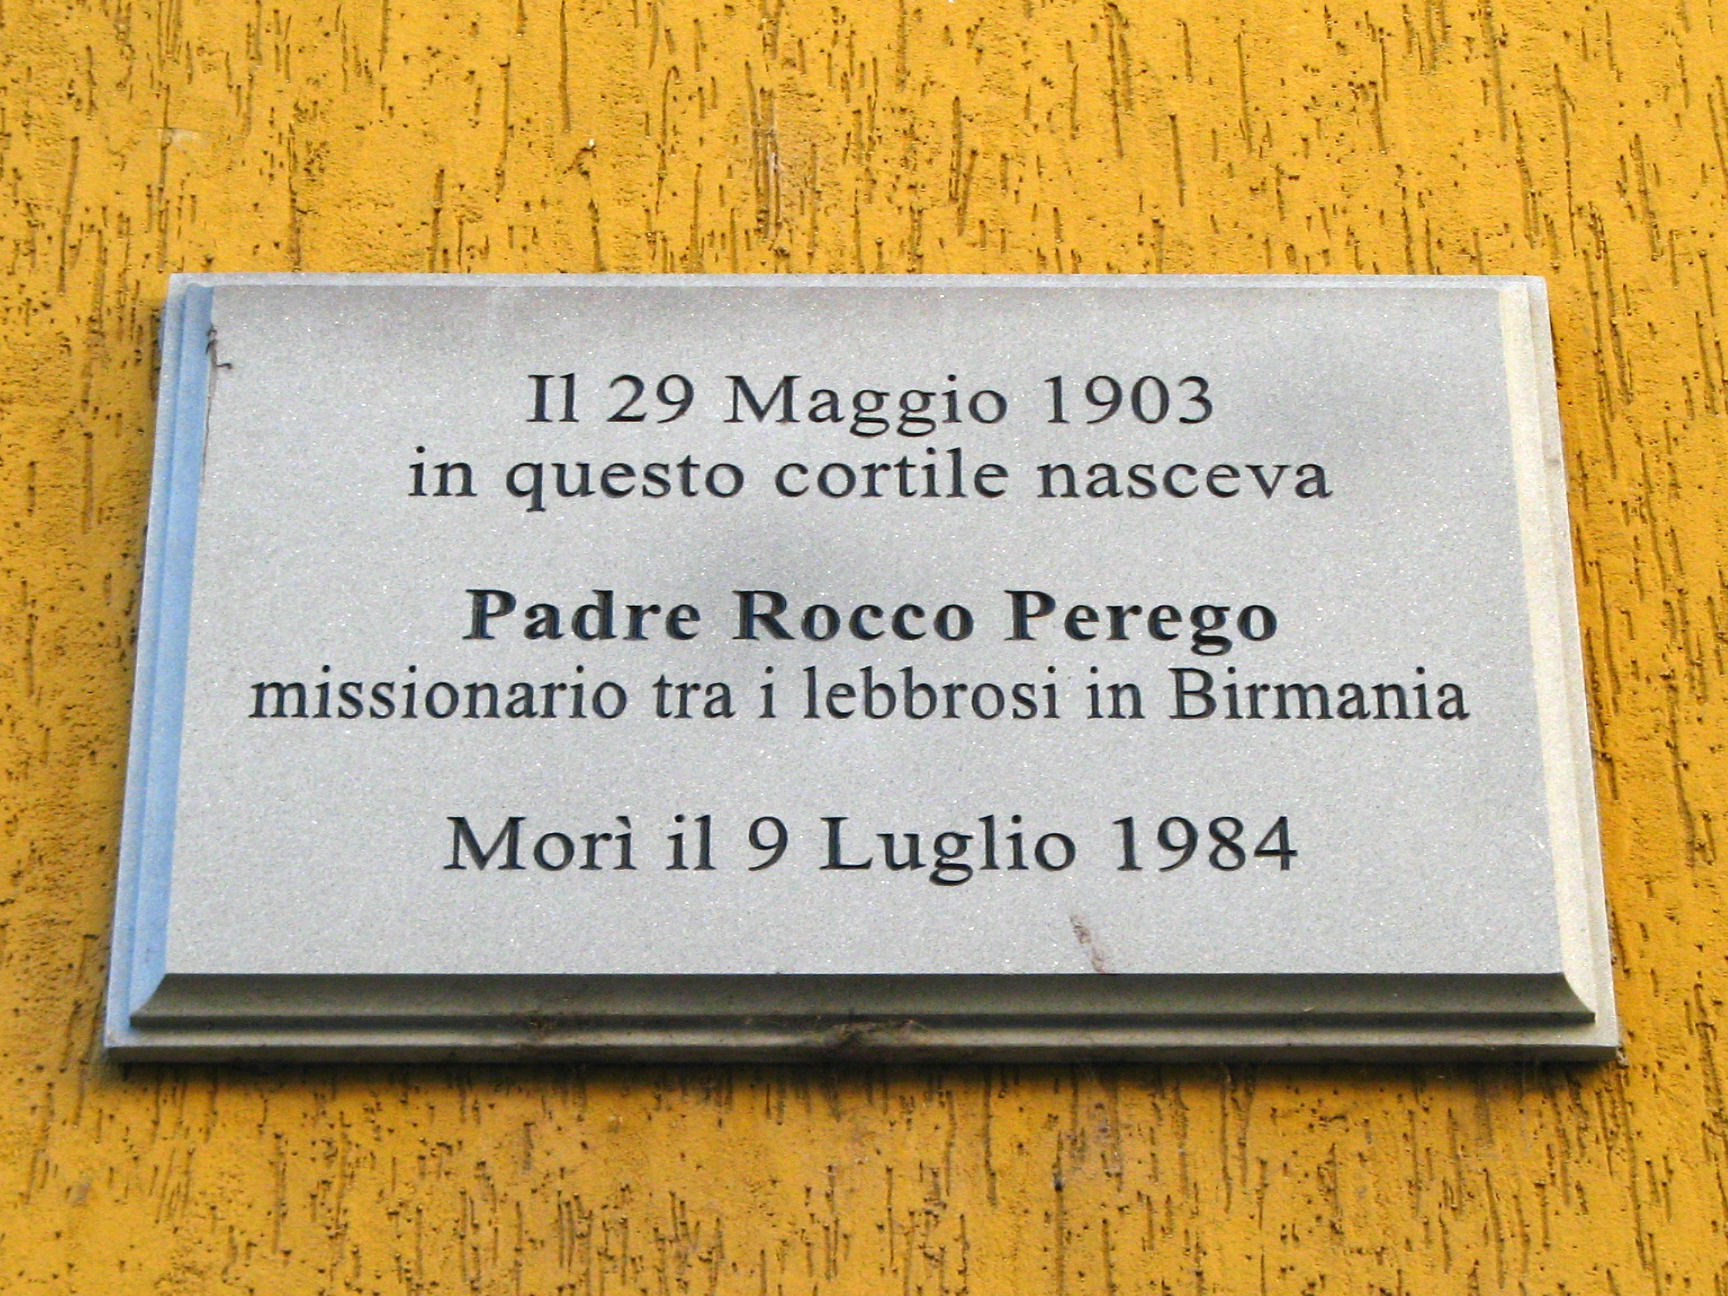 Il 29 Maggio 1903
in questo cortile nasceva
Padre Rocco Perego
missionario tra i lebbrosi in Birmania
Morì il 9 Luglio 1984